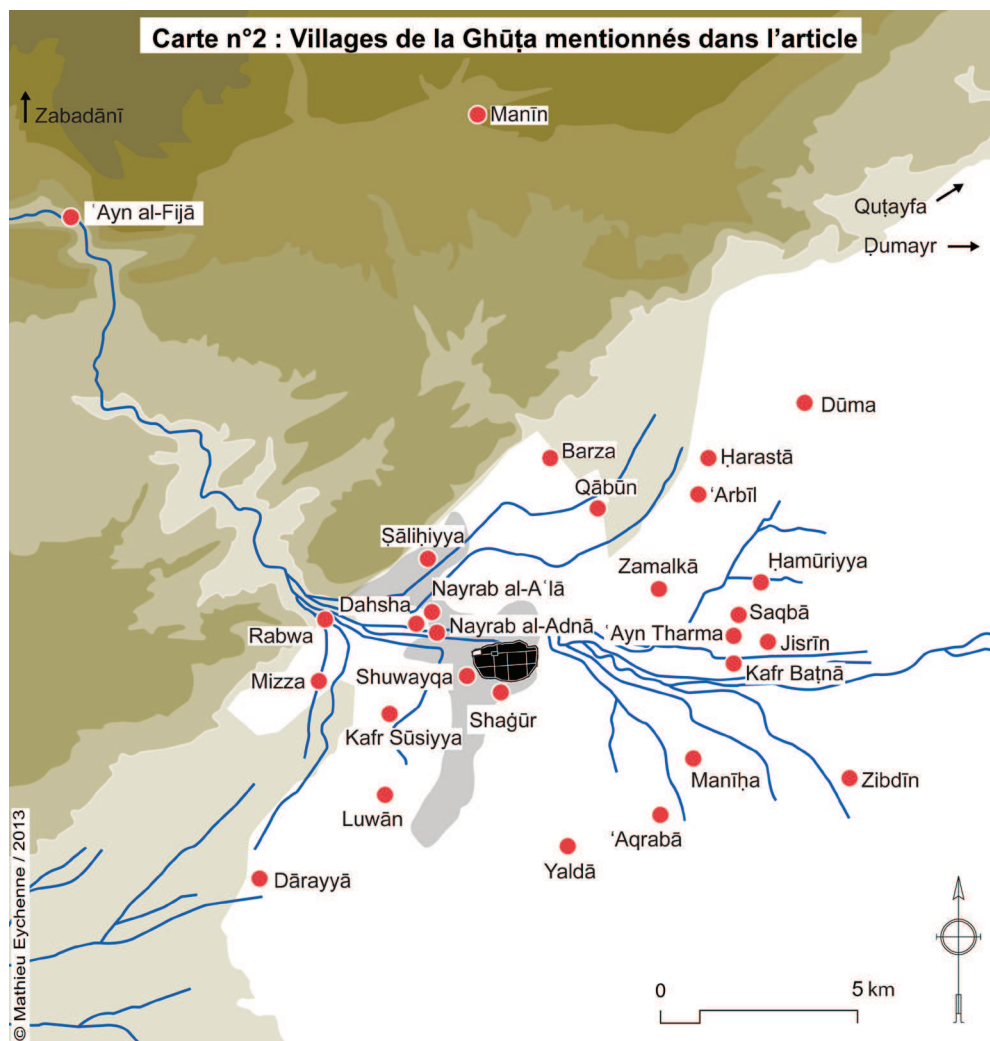 Carte n°2 : Villages de la Ghūṭa mentionnés dans l’article
Manīn
Zabadānī
ʿAyn al-Fijā
Quṭayfa
Ḍumayr
Dūma
Barza
Ḥarastā
Qābūn
ʿArbīl
Ṣāliḥiyya
Zamalkā
Ḥamūriyya
Dahsha
Nayrab al-Aʿlā
Saqbā
Rabwa
Nayrab al-Adnā
ʿAyn Tharma
Jisrīn
Mizza
Shuwayqa
Kafr Baṭnā
Shaġūr
Kafr Sūsiyya
Manīḥa
Zibdīn
Luwān
ʿAqrabā
Yaldā
Dārayyā
0 5 km
© Mathieu Eychenne / 2013